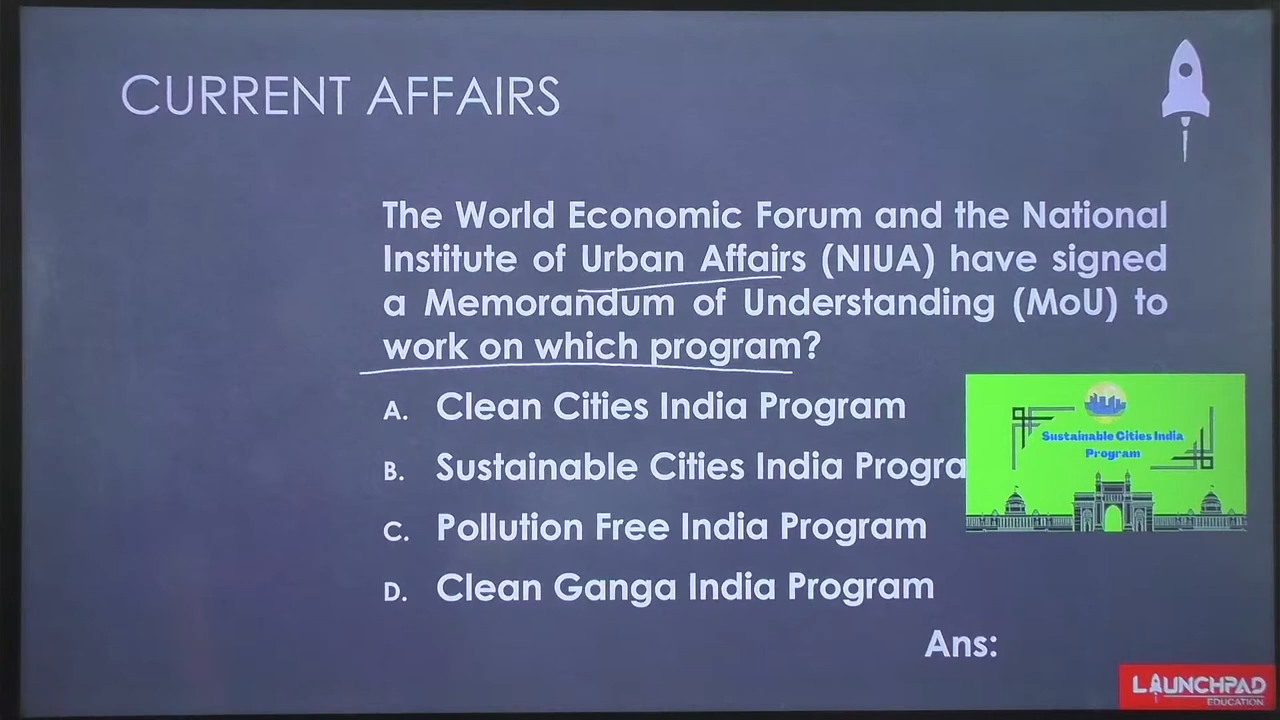 CURRENT AFFAIRS
The World Economic Forum and the National
Institute of Urban Affairs (NIUA) have signed
a Memorandum of Understanding (MoU) to
work on which program?
A. Clean Cities India Program
B. Sustainable Cities India Progra
Sustainable Cities India
Program
C. Pollution Free India Program
D. Clean Ganga India Program
Ans:
LAUNCHPAD
EDUCATION